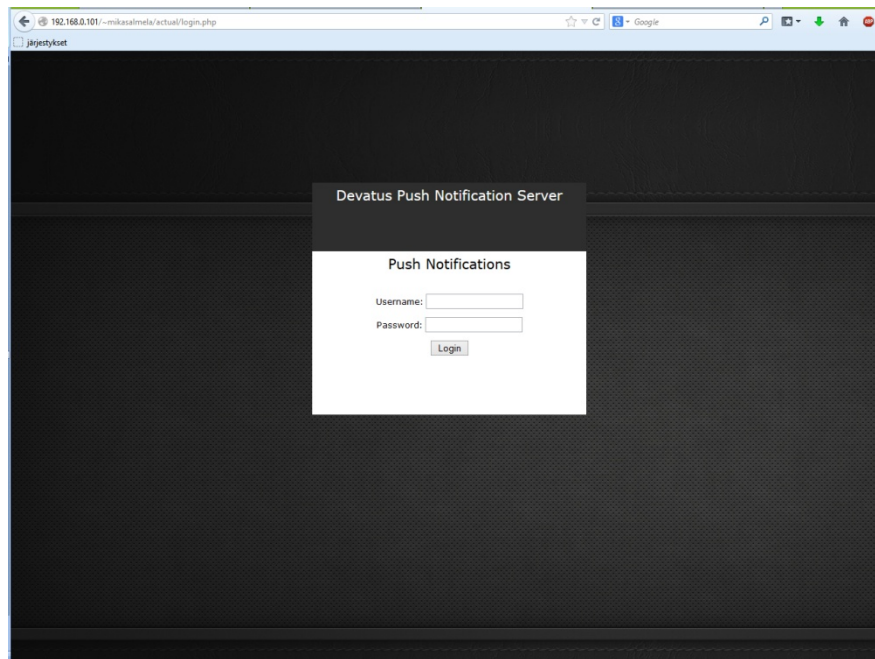 192.168.0.101/~mikasalmela/actual/login.php
Google
järjestykset
Devatus Push Notification Server
Push Notifications
Username:
Password:
Login